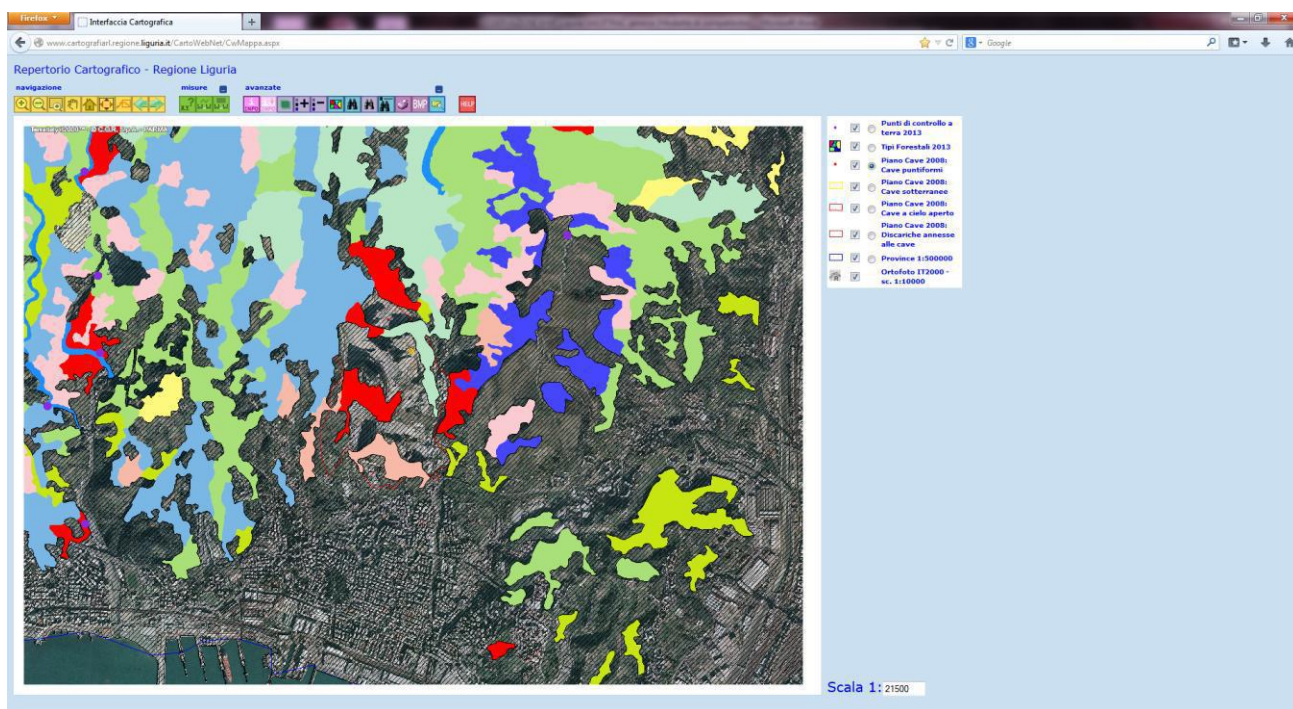 Firefox
Interfaccia Cartografica
www.cartografiarl.regione.liguria.it/CartoWebNet/CwMappa.aspx
Google
Repertorio Cartografico - Regione Liguria
navigazione
misure
avanzate
INFO
BMP
HELP
Punti di controllo a
terra 2013
Tipi Forestali 2013
Piano Cave 2008:
Cave puntiformi
Piano Cave 2008:
Cave sotterranee
Piano Cave 2008:
Cave a cielo aperto
Piano Cave 2008:
Discariche annesse
alle cave
Province 1:500000
Ortofoto IT2000 -
sc. 1:10000
Scala 1: 21500